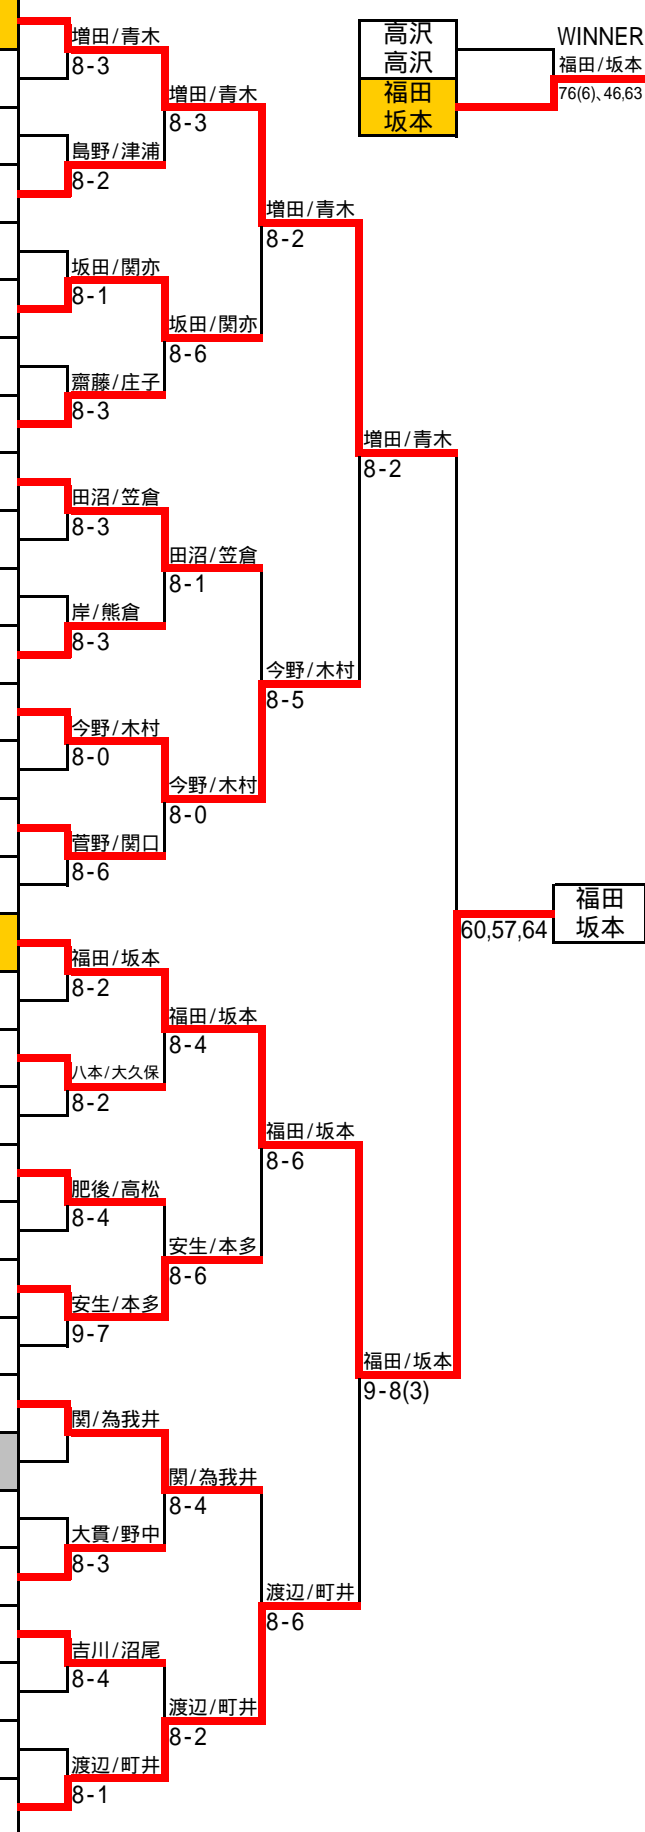 増田/青木
8-3
島野/津浦
8-2
坂田/関亦
8-1
齋藤/庄子
8-3
田沼/笠倉
8-3
岸/熊倉
8-3
今野/木村
8-0
菅野/関口
8-6
福田/坂本
8-2
八本/大久保
8-2
肥後/高松
8-4
安生/本多
9-7
関/為我井
大貫/野中
8-3
吉川/沼尾
8-4
渡辺/町井
8-1
増田/青木
8-3
坂田/関亦
8-6
田沼/笠倉
8-1
今野/木村
8-0
福田/坂本
8-4
安生/本多
8-6
関/為我井
8-4
渡辺/町井
8-2
増田/青木
8-2
今野/木村
8-5
福田/坂本
8-6
渡辺/町井
8-6
増田/青木
8-2
福田/坂本
9-8(3)
60,57,64
福田
坂本
高沢
高沢
福田
坂本
WINNER
福田/坂本
76(6)、46,63